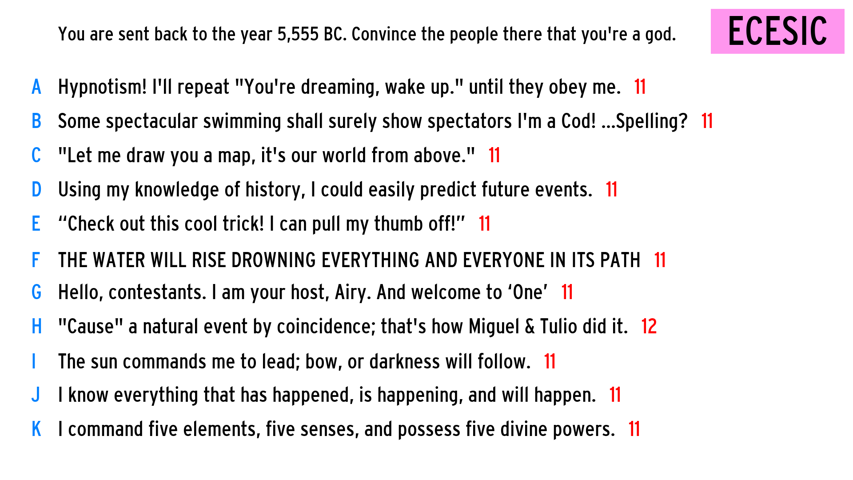 You are sent back to the year 5,555 BC. Convince the people there that you're a god.
ECESIC
A Hypnotism! I'll repeat "You're dreaming, wake up." until they obey me. 11
B Some spectacular swimming shall surely show spectators I'm a Cod! ...Spelling? 11
C "Let me draw you a map, it's our world from above." 11
D Using my knowledge of history, I could easily predict future events. 11
E “Check out this cool trick! I can pull my thumb off!” 11
F THE WATER WILL RISE DROWNING EVERYTHING AND EVERYONE IN ITS PATH 11
G Hello, contestants. I am your host, Airy. And welcome to ‘One’ 11
H "Cause" a natural event by coincidence; that's how Miguel & Tulio did it. 12
I The sun commands me to lead; bow, or darkness will follow. 11
J I know everything that has happened, is happening, and will happen. 11
K I command five elements, five senses, and possess five divine powers. 11